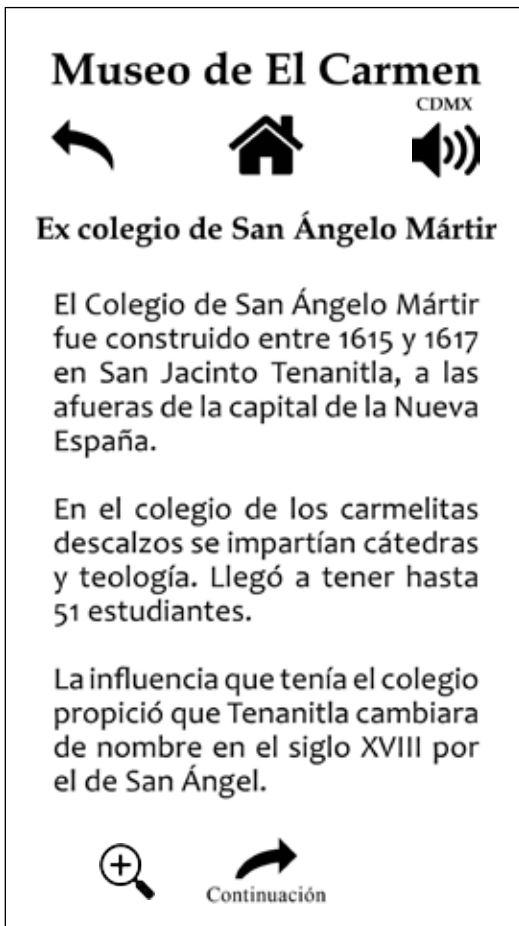 Museo de El Carmen
CDMX
Ex colegio de San Ángelo Mártir
El Colegio de San Ángelo Mártir
fue construido entre 1615 y 1617
en San Jacinto Tenanitla, a las
afueras de la capital de la Nueva
España.
En el colegio de los carmelitas
descalzos se impartían cátedras
y teología. Llegó a tener hasta
51 estudiantes.
La influencia que tenía el colegio
propició que Tenanitla cambiara
de nombre en el siglo XVIII por
el de San Ángel.
Continuación